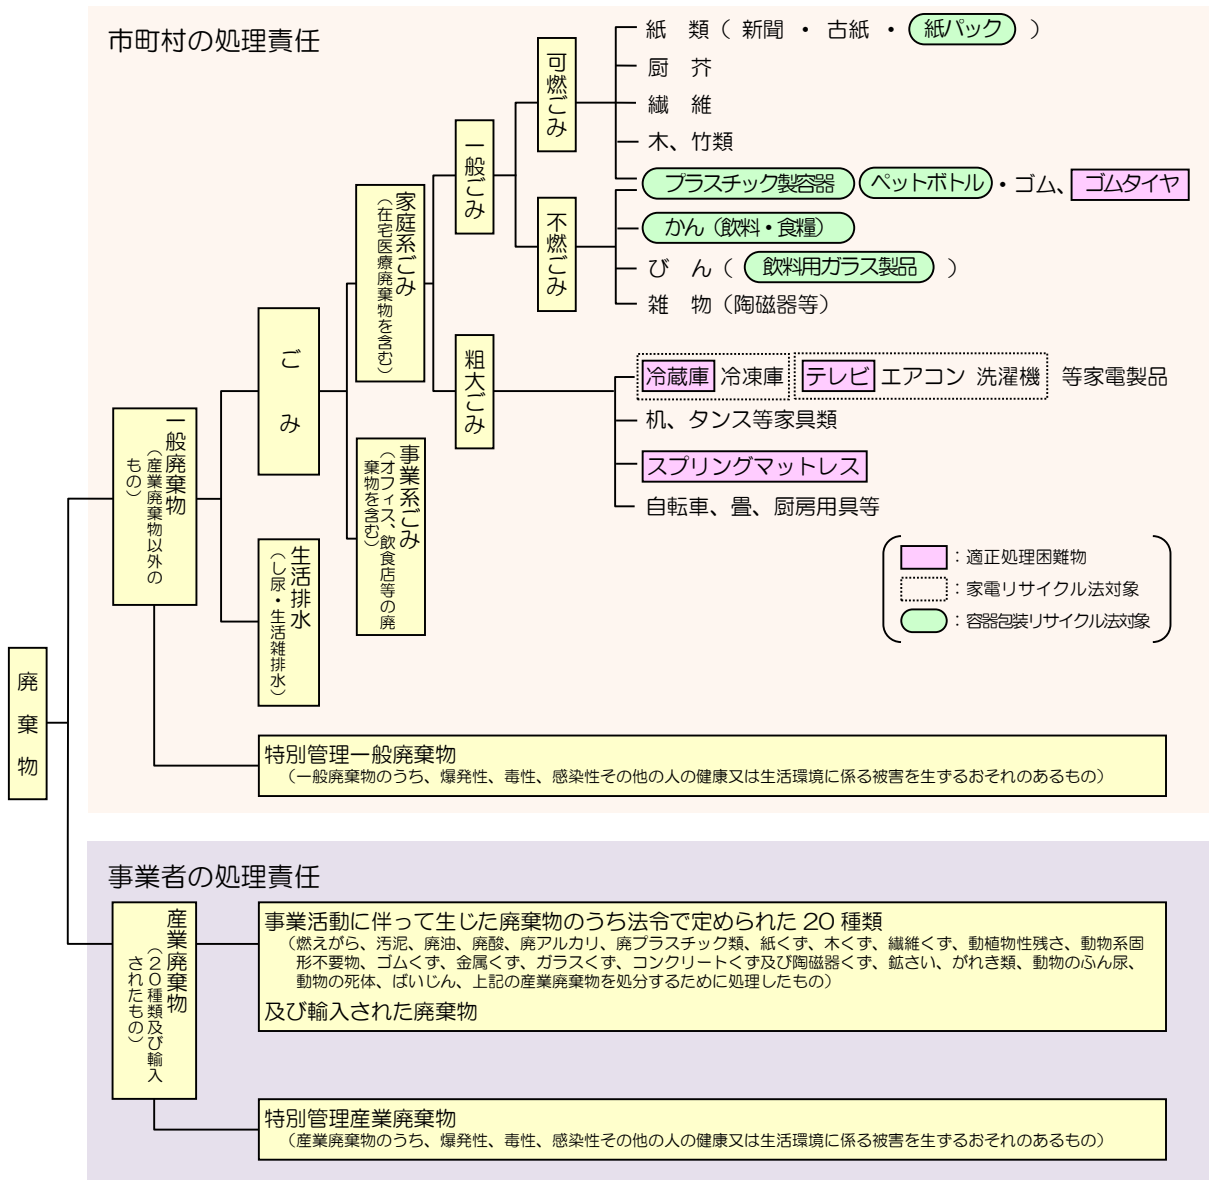 市町村の処理責任
紙　類（ 新聞 ・ 古紙 ・ 紙パック ）
厨　芥
繊　維
木、竹類
プラスチック製容器 ペットボトル・ゴム、ゴムタイヤ
かん（飲料・食糧）
び　ん（ 飲料用ガラス製品 ）
雑　物（陶磁器等）
可燃ごみ
不燃ごみ
一般ごみ
粗大ごみ
冷蔵庫 冷凍庫 テレビ エアコン 洗濯機 等家電製品
机、タンス等家具類
スプリングマットレス
自転車、畳、厨房用具等
家庭系ごみ
（在宅医療廃棄物を含む）
事業系ごみ
（オフィス、飲食店等の廃
棄物を含む）
ごみ
生活排水
（し尿・生活雑排水）
一般廃棄物
（産業廃棄物以外の
もの）
廃棄物
：適正処理困難物
：家電リサイクル法対象
：容器包装リサイクル法対象
特別管理一般廃棄物
（一般廃棄物のうち、爆発性、毒性、感染性その他の人の健康又は生活環境に係る被害を生ずるおそれのあるもの）
事業者の処理責任
産業廃棄物
（２０種類及び輸入
されたもの）
事業活動に伴って生じた廃棄物のうち法令で定められた 20 種類
（燃えがら、汚泥、廃油、廃酸、廃アルカリ、廃プラスチック類、紙くず、木くず、繊維くず、動植物性残さ、動物系固
形不要物、ゴムくず、金属くず、ガラスくず、コンクリートくず及び陶磁器くず、鉱さい、がれき類、動物のふん尿、
動物の死体、ばいじん、上記の産業廃棄物を処分するために処理したもの）
及び輸入された廃棄物
特別管理産業廃棄物
（産業廃棄物のうち、爆発性、毒性、感染性その他の人の健康又は生活環境に係る被害を生ずるおそれのあるもの）